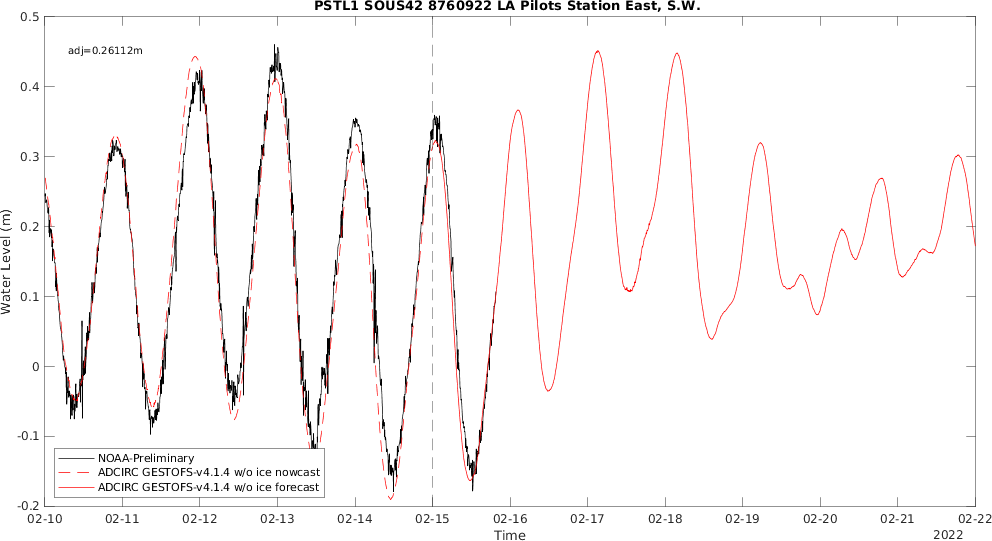 PSTL1 SOUS42 8760922 LA Pilots Station East, S.W.
adj=0.26112m
0.5
0.4
0.3
0.2
0.1
0
-0.1
-0.2
Water Level (m)
NOAA-Preliminary
ADCIRC GESTOFS-v4.1.4 w/o ice nowcast
ADCIRC GESTOFS-v4.1.4 w/o ice forecast
02-10 02-11 02-12 02-13 02-14 02-15 02-16 02-17 02-18 02-19 02-20 02-21 02-22
Time
2022